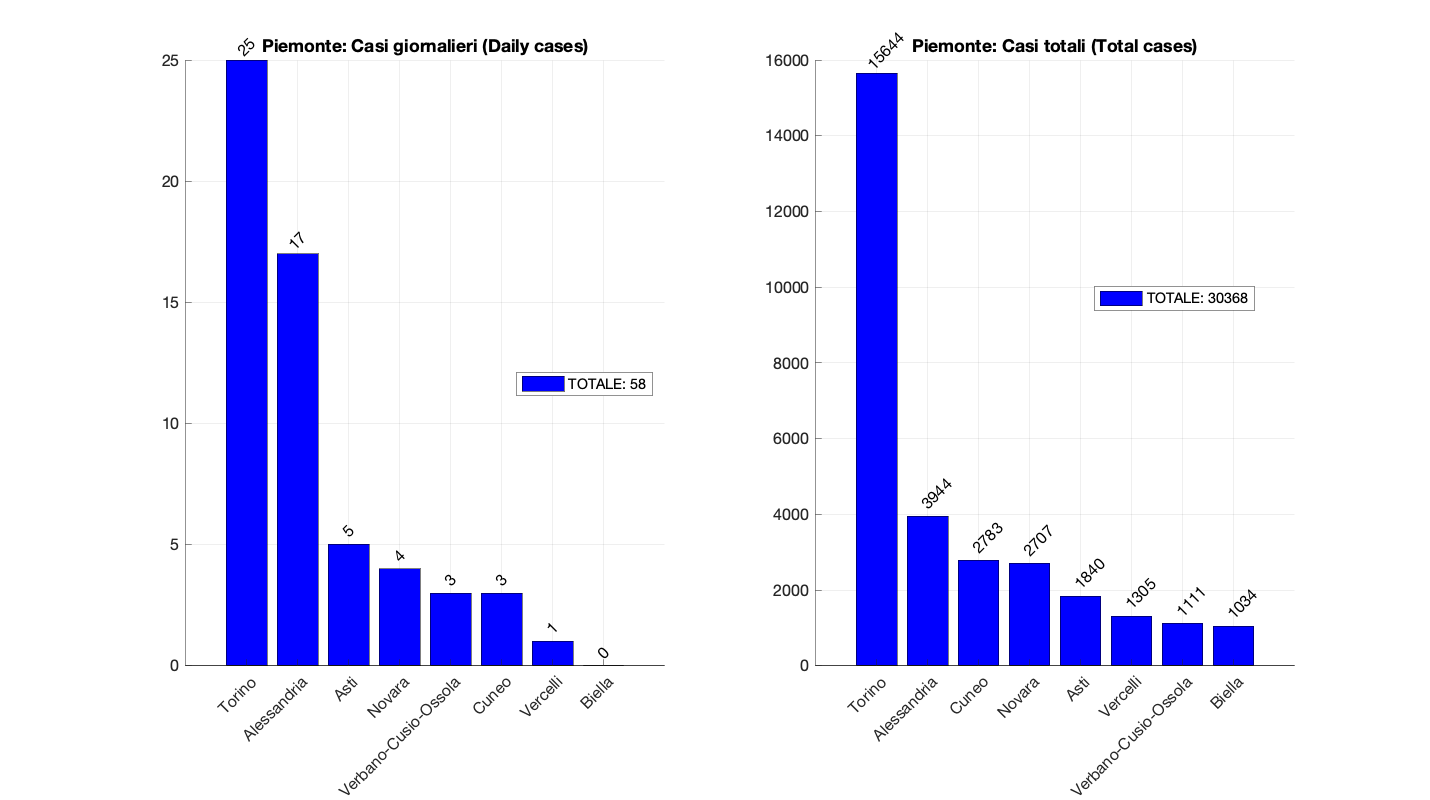 Piemonte: Casi giornalieri (Daily cases)
25
20
15
10
5
0
25
17
5
4
3
3
1
0
TOTALE: 58
Torino
Alessandria
Asti
Novara
Verbano-Cusio-Ossola
Cuneo
Vercelli
Biella
Piemonte: Casi totali (Total cases)
16000
14000
12000
10000
8000
6000
4000
2000
0
15644
3944
2783
2707
1840
1305
1111
1034
TOTALE: 30368
Torino
Alessandria
Cuneo
Novara
Asti
Vercelli
Verbano-Cusio-Ossola
Biella